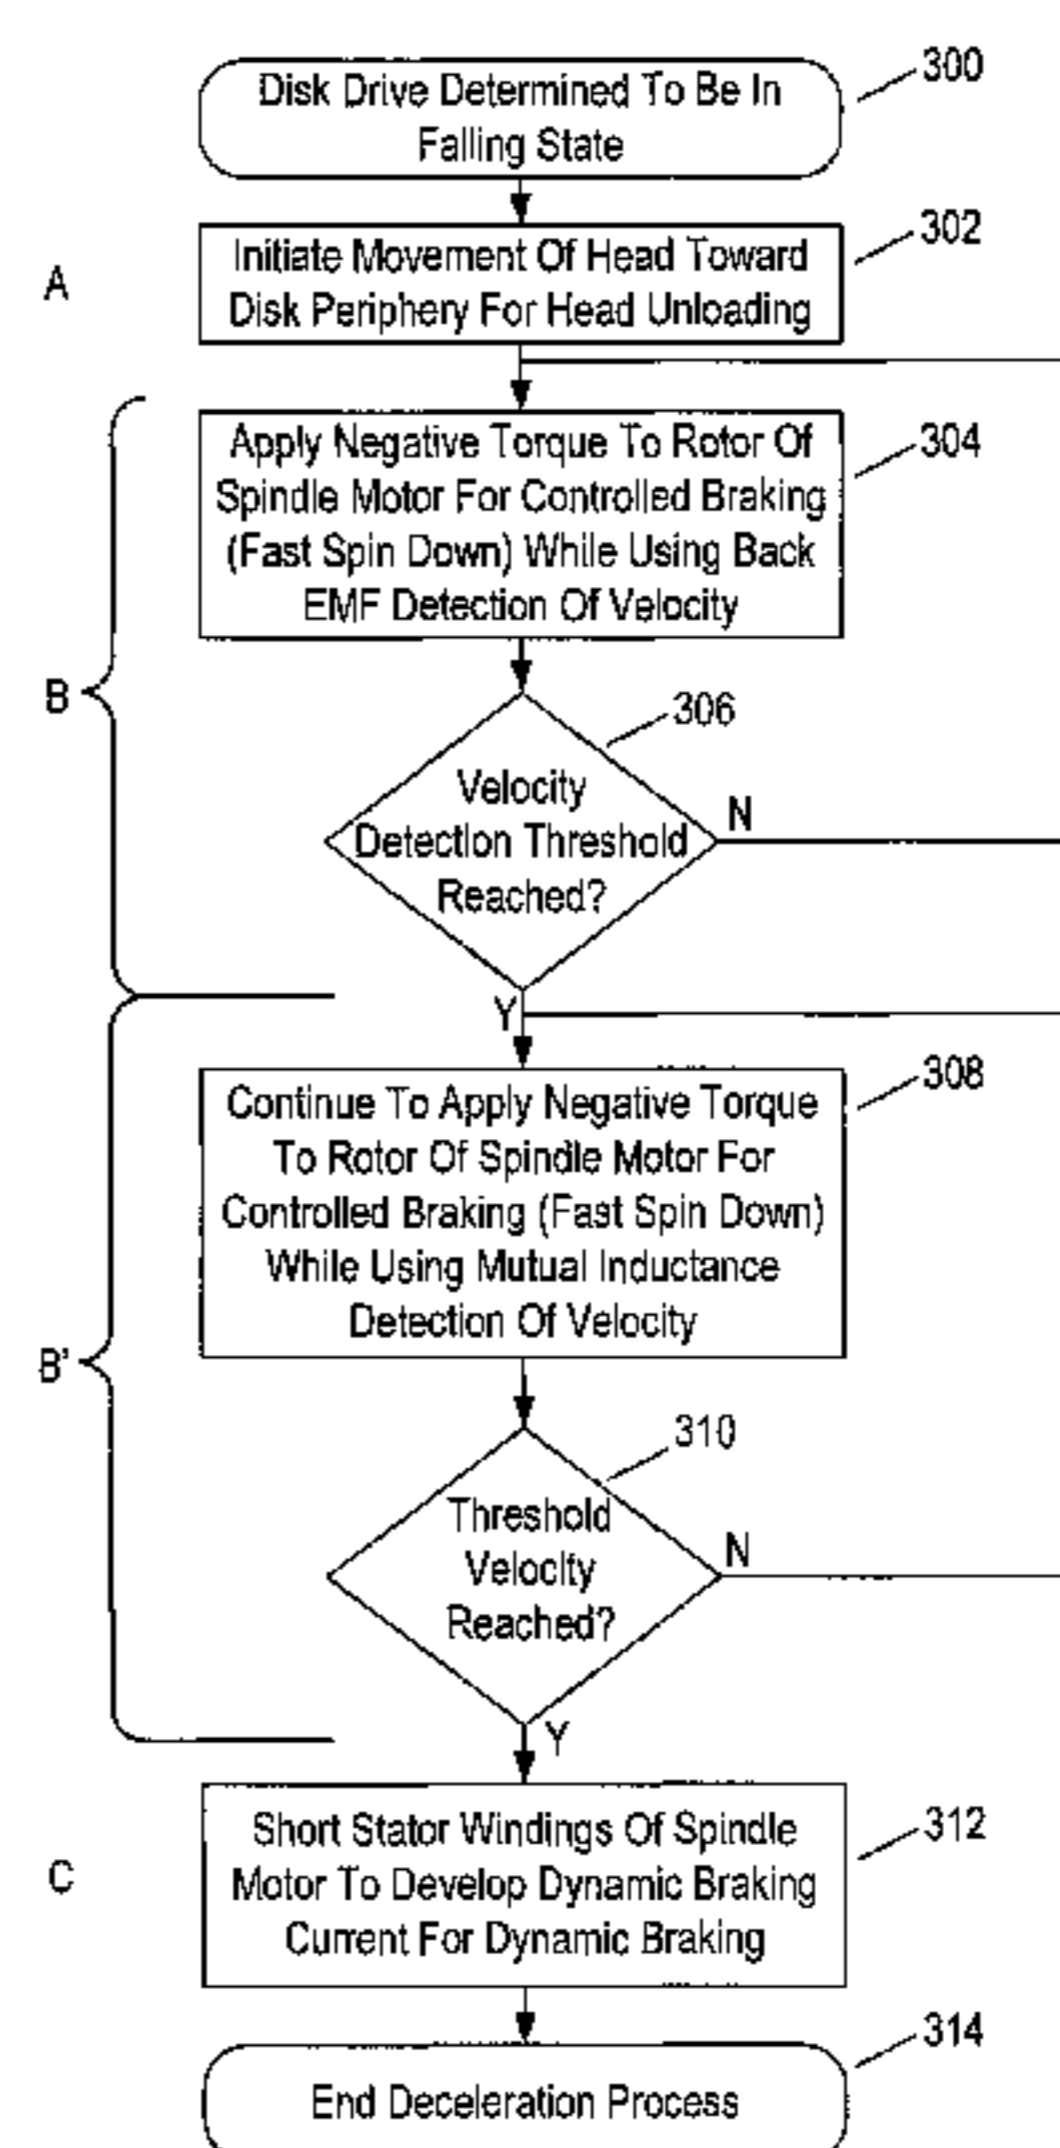 300
Disk Drive Determined To Be In
Falling State
302
A
Initiate Movement Of Head Toward
Disk Periphery For Head Unloading
304
Apply Negative Torque To Rotor Of
Spindle Motor For Controlled Braking
(Fast Spin Down) While Using Back
EMF Detection Of Velocity
B
306
Velocity
Detection Threshold
Reached?
N
Y
308
Continue To Apply Negative Torque
To Rotor Of Spindle Motor For
Controlled Braking (Fast Spin Down)
While Using Mutual Inductance
Detection Of Velocity
B'
310
Threshold
Velocity
Reached?
N
Y
312
C
Short Stator Windings Of Spindle
Motor To Develop Dynamic Braking
Current For Dynamic Braking
314
End Deceleration Process